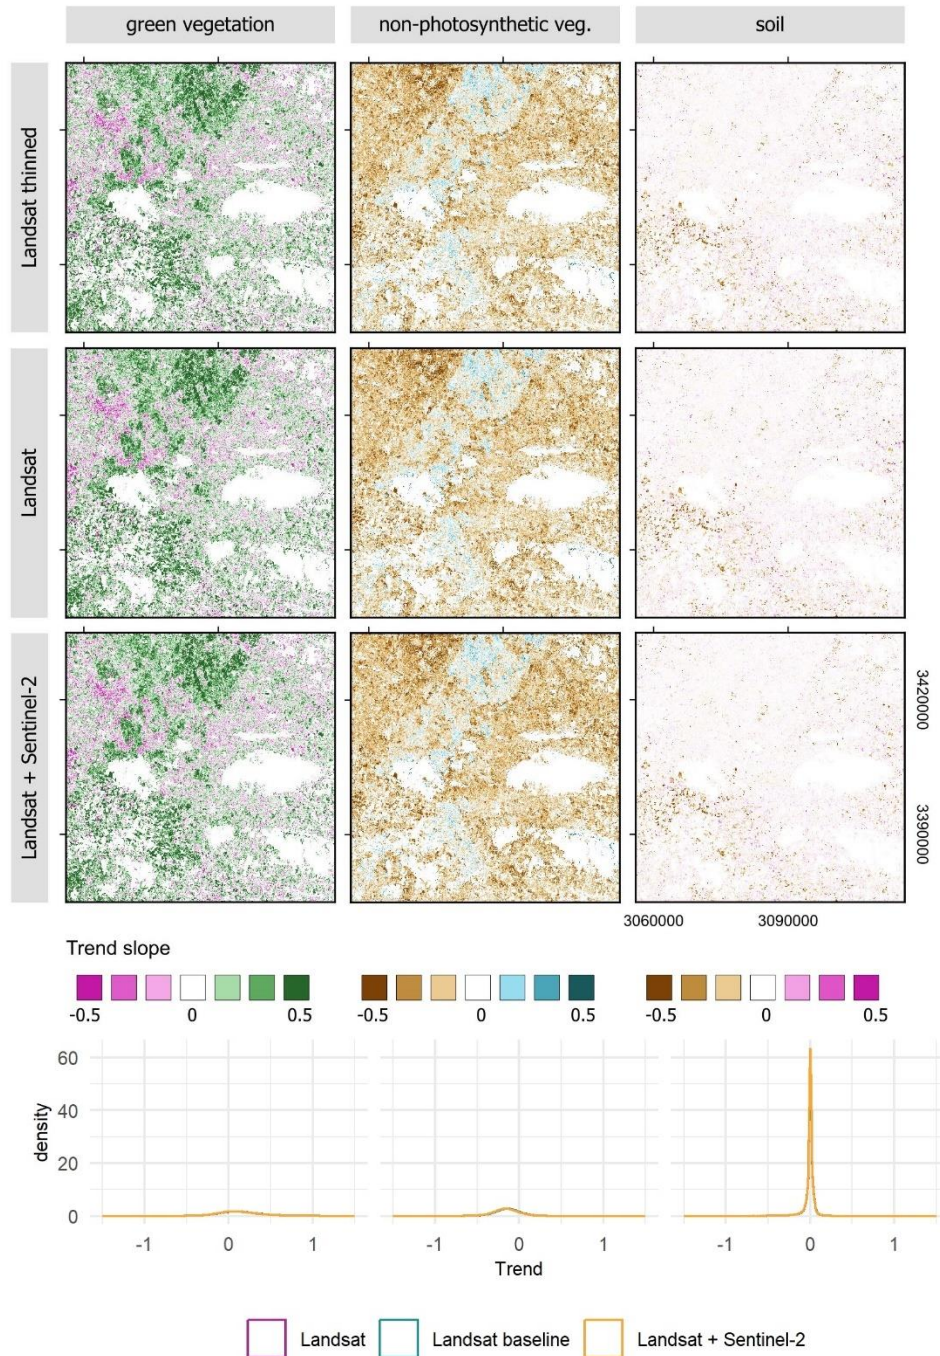 green vegetation
non-photosynthetic veg.
soil
Landsat thinned
Landsat
Landsat + Sentinel-2
3420000
3390000
3060000 3090000
Trend slope
-0.5 0 0.5
-0.5 0 0.5
-0.5 0 0.5
density
60
40
20
0
-1 0 1
-1 0 1
-1 0 1
Trend
Landsat
Landsat baseline
Landsat + Sentinel-2